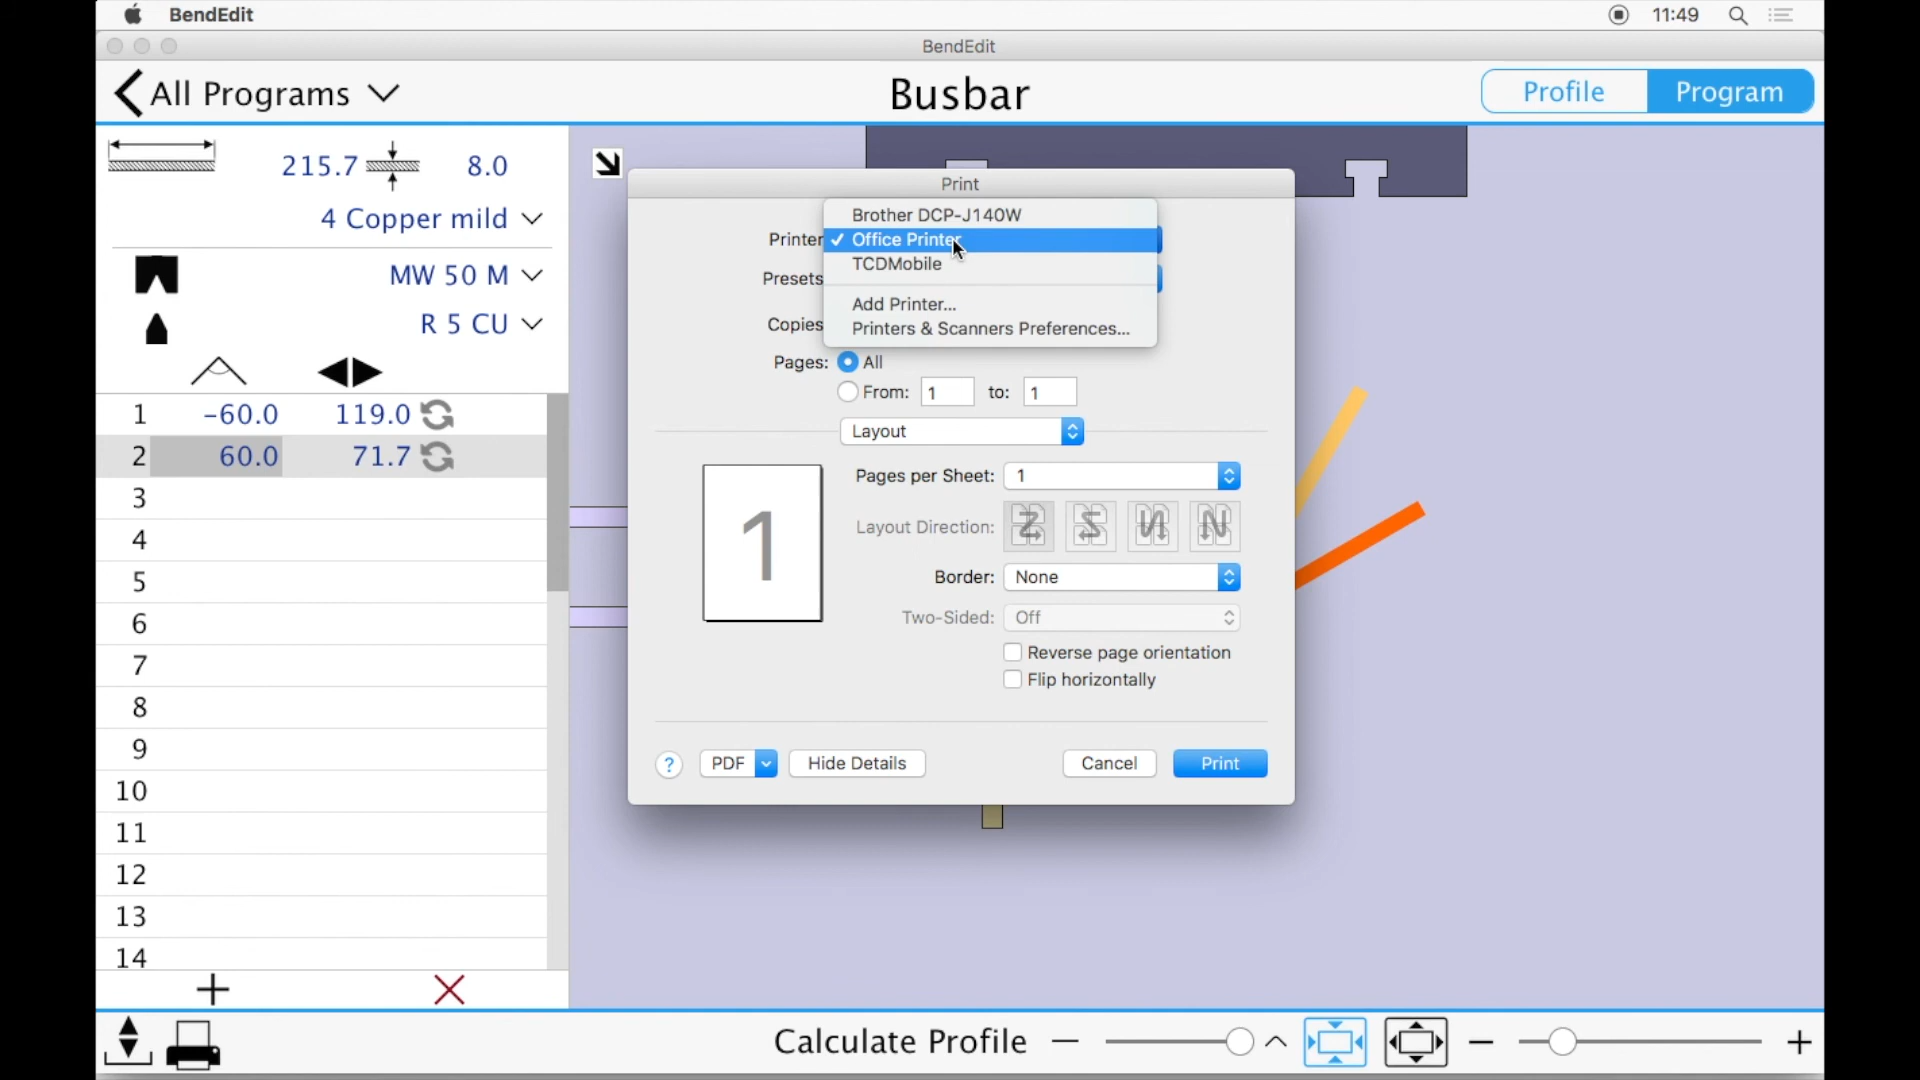 BendEdit 11:49
BendEdit
All Programs Busbar Profile Program
215.7 8.0
4 Copper mild
MW 50 M
R 5 CU
1 -60.0 119.0
2 60.0 71.7
3
4
5
6
7
8
9
10
11
12
13
14
Print
Brother DCP-J140W
Printer ✓ Office Printer
TCDMobile
Presets
Add Printer...
Copies Printers & Scanners Preferences...
Pages: All
From: 1 to: 1
Layout
1
Pages per Sheet: 1
Layout Direction:
Border: None
Two-Sided: Off
Reverse page orientation
Flip horizontally
? PDF Hide Details Cancel Print
Calculate Profile